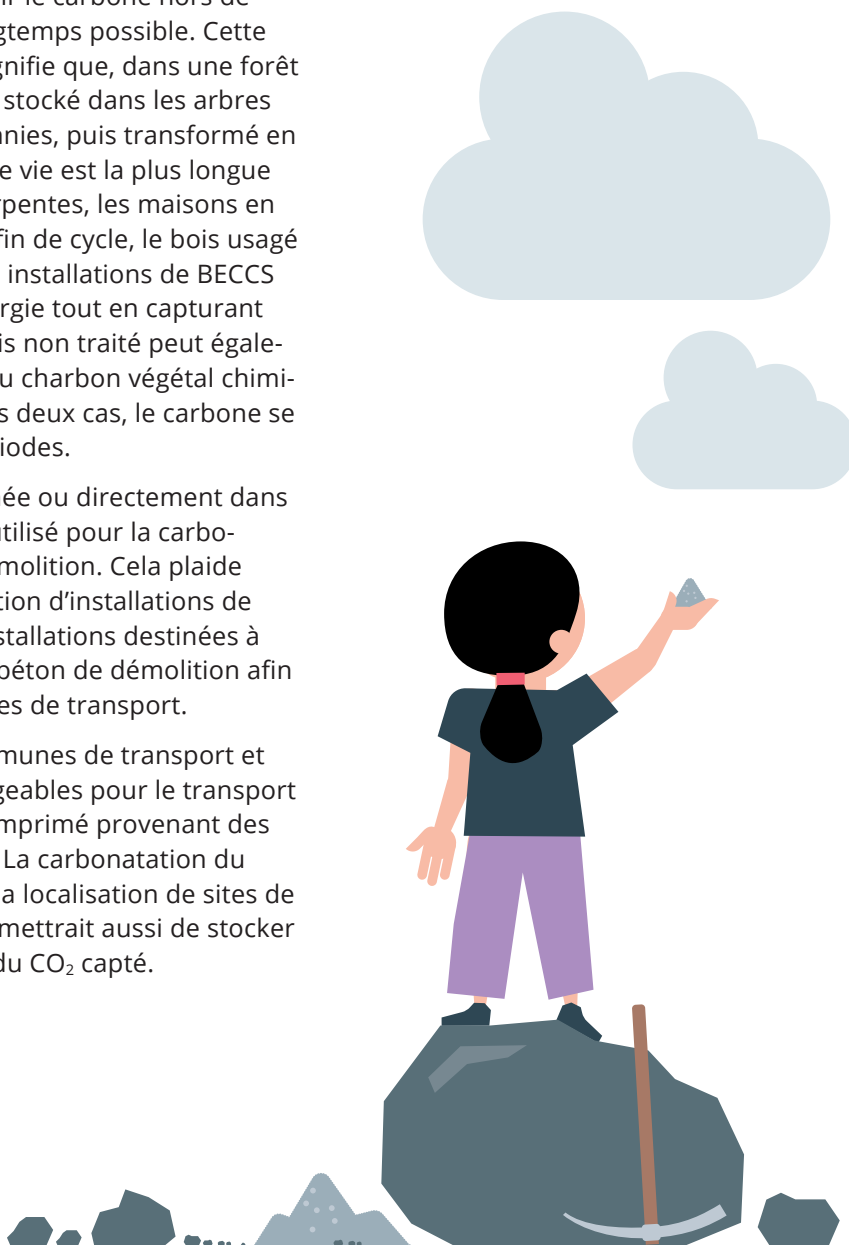 ir le carbone hors de
gtemps possible. Cette
gnifie que, dans une forêt
stocké dans les arbres
nnies, puis transformé en
e vie est la plus longue
rpentes, les maisons en
fin de cycle, le bois usagé
installations de BECCS
rgie tout en capturant
is non traité peut égale-
u charbon végétal chimi-
s deux cas, le carbone se
iodes.
née ou directement dans
utilisé pour la carbo-
molition. Cela plaide
tion d’installations de
stallations destinées à
béton de démolition afin
es de transport.
munes de transport et
geables pour le transport
mprimé provenant des
La carbonatation du
a localisation de sites de
mettrait aussi de stocker
du CO₂ capté.